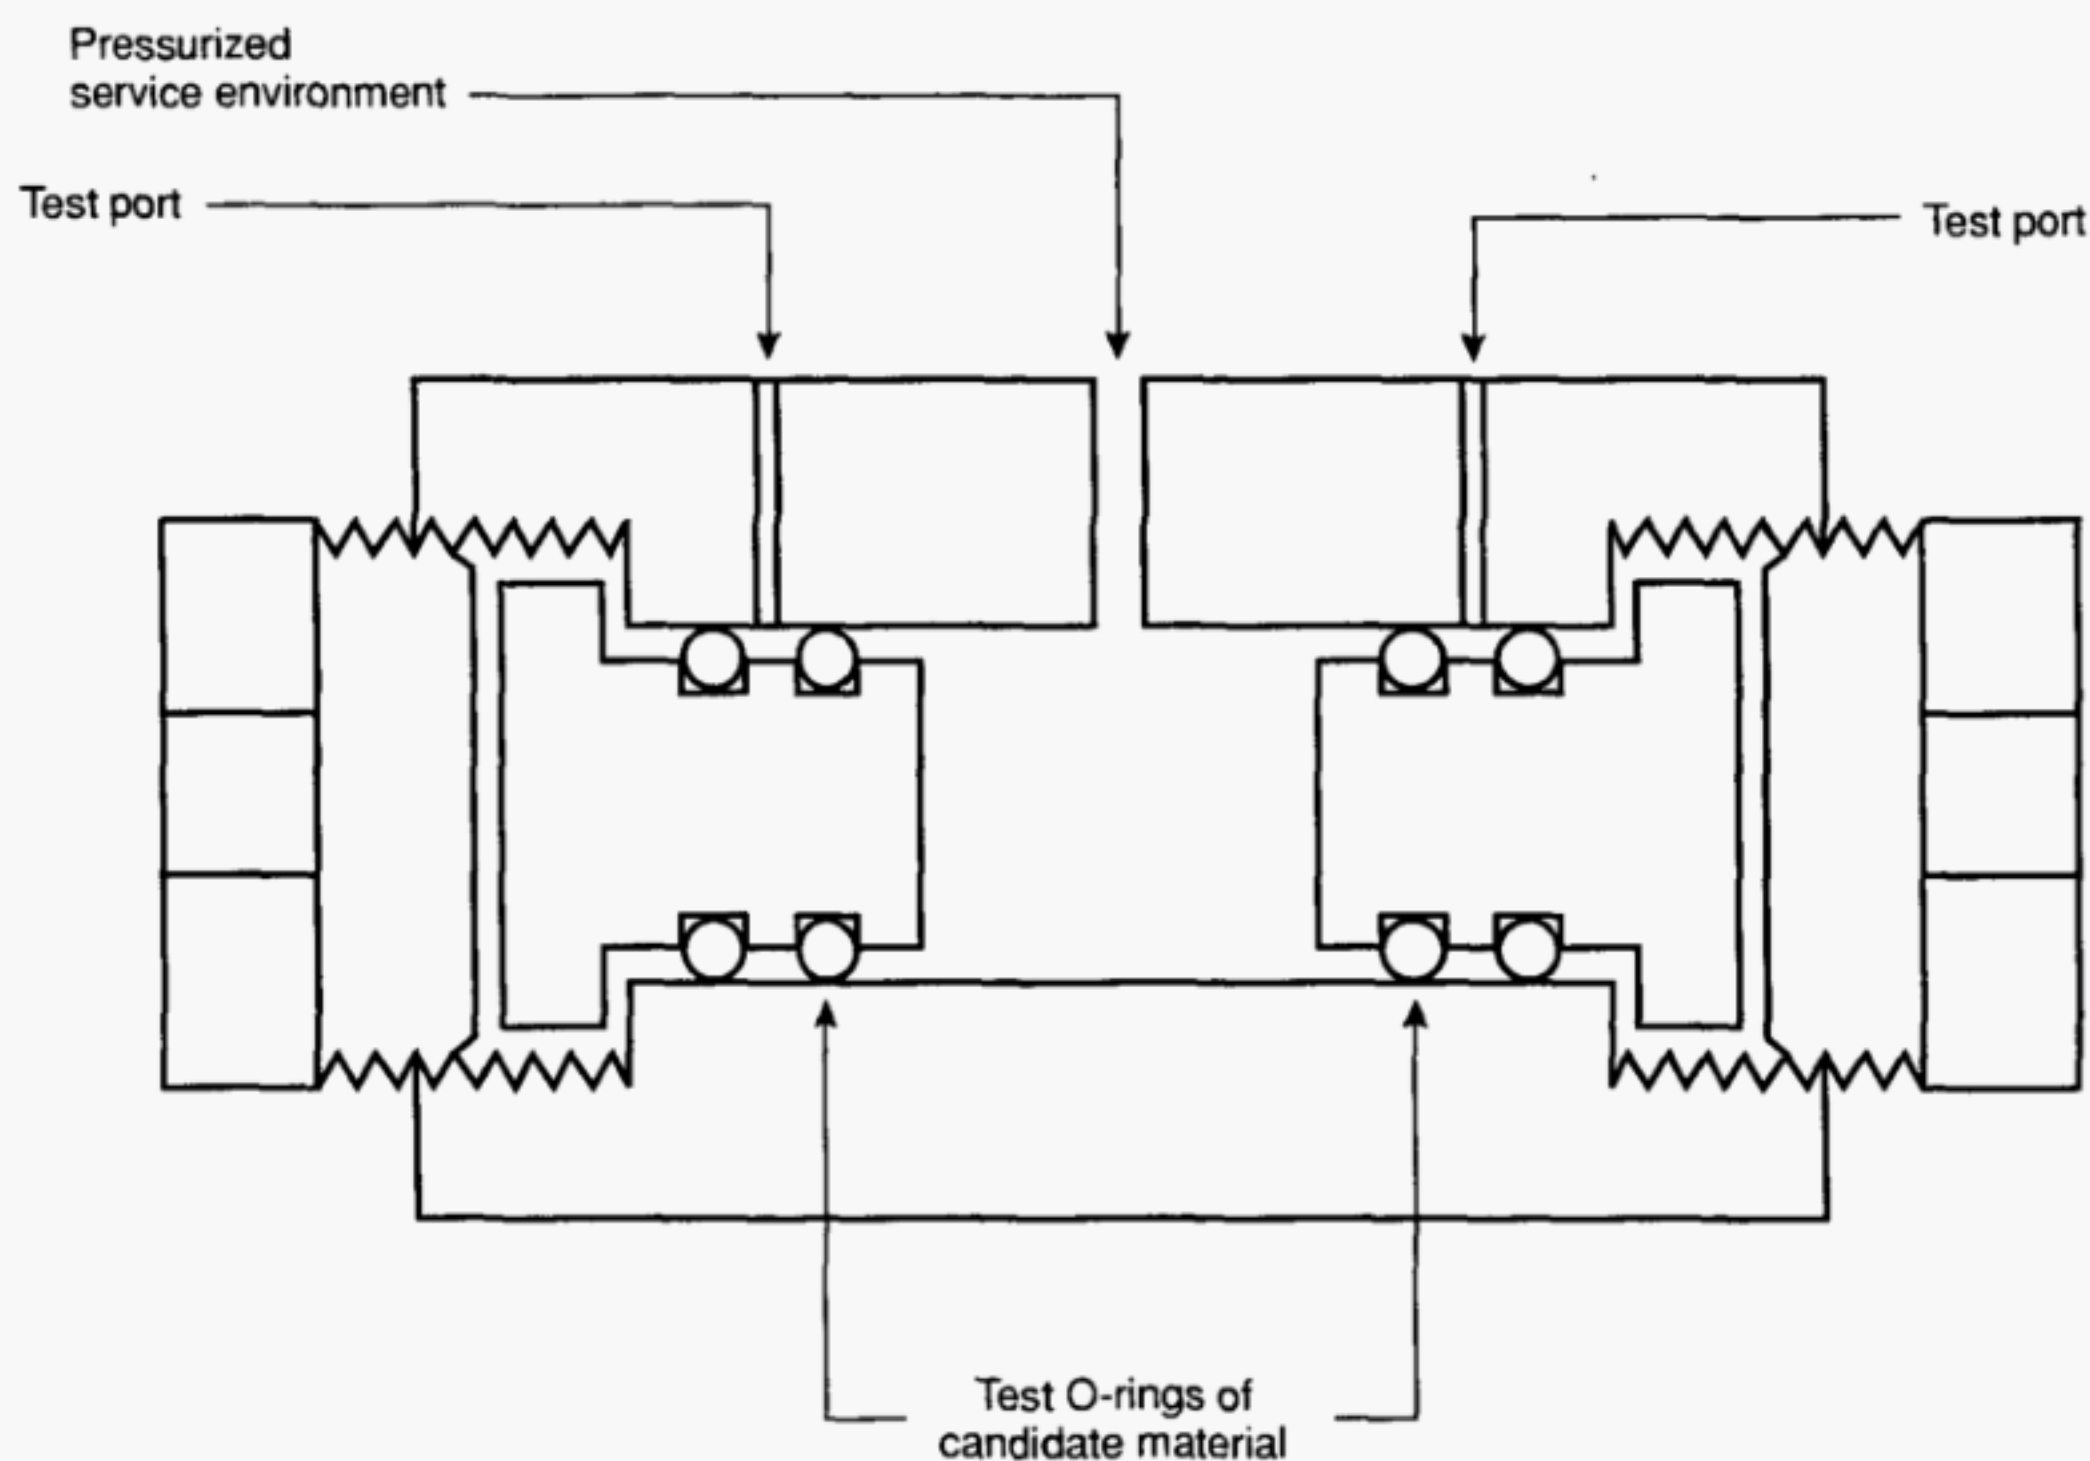 Pressurized
service environment
Test port
Test port
Test O-rings of
candidate material